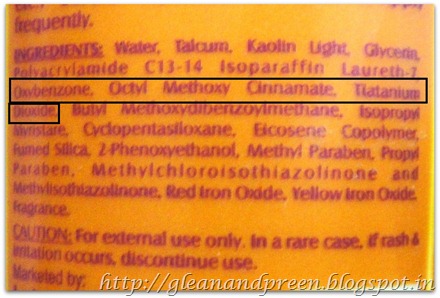 frequently.
INGREDIENTS: Water, Talcum, Kaolin Light, Glycerin,
Polyacrylamide C13-14 Isoparaffin Laureth-7
Oxybenzone, Octyl Methoxy Cinnamate, Tiatanium
Dioxide, Butyl Methoxydibenzoylmethane, Isopropyl
Myristare, Cyclopentastloxane, Eicosene Copolymer,
Fumed Silica, 2-Phenoxyethanol, Methyl Paraben, Propyl
Paraben, Methylchloroisothiazolinone and
Methylisothiazolinone, Red Iron Oxide, Yellow Iron Oxide,
fragrance.
CAUTION: For external use only. In a rare case, if rash &
irritation occurs, discontinue use.
Marketed by:
http://gleanandpreen.blogspot.in